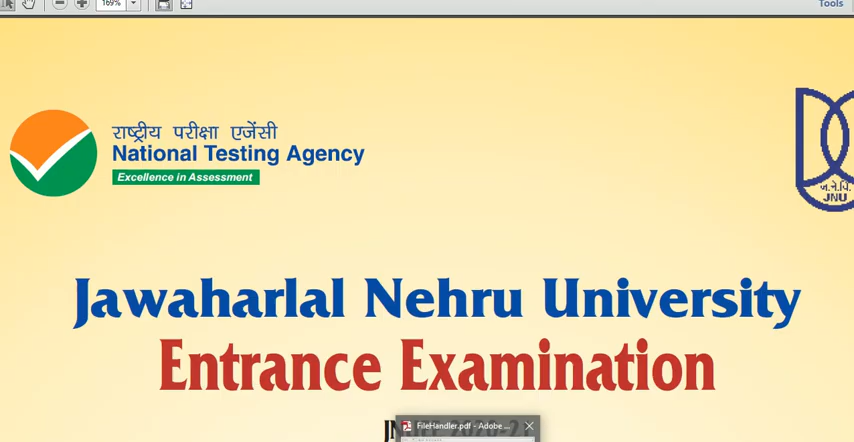 169%
Tools
राष्ट्रीय परीक्षा एजेंसी
National Testing Agency
Excellence in Assessment
ज.ने.वि.
JNU
Jawaharlal Nehru University
Entrance Examination
FileHandler.pdf - Adobe ...